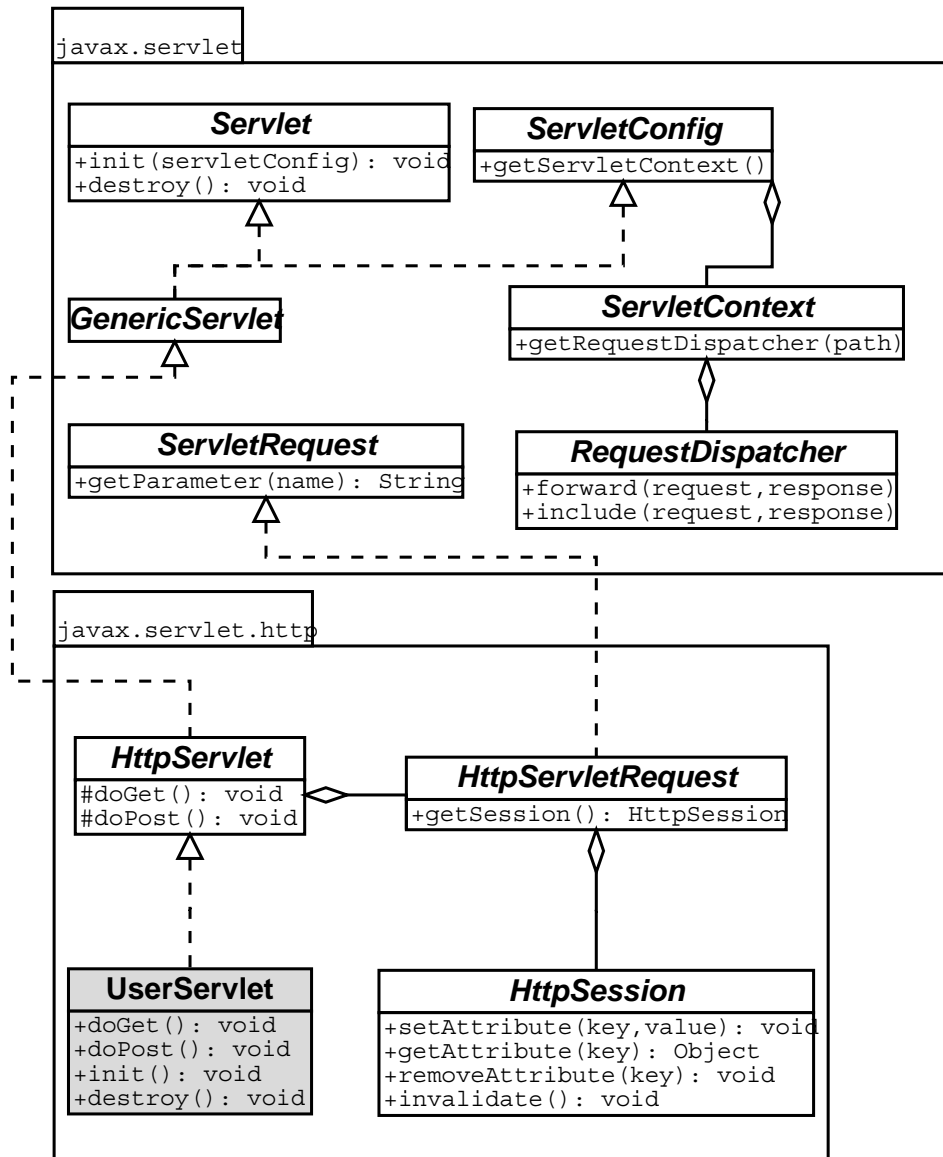 javax.servlet
Servlet
+init(servletConfig): void
+destroy(): void
ServletConfig
+getServletContext()
GenericServlet
ServletContext
+getRequestDispatcher(path)
ServletRequest
+getParameter(name): String
RequestDispatcher
+forward(request,response)
+include(request,response)
javax.servlet.http
HttpServlet
#doGet(): void
#doPost(): void
HttpServletRequest
+getSession(): HttpSession
UserServlet
+doGet(): void
+doPost(): void
+init(): void
+destroy(): void
HttpSession
+setAttribute(key,value): void
+getAttribute(key): Object
+removeAttribute(key): void
+invalidate(): void